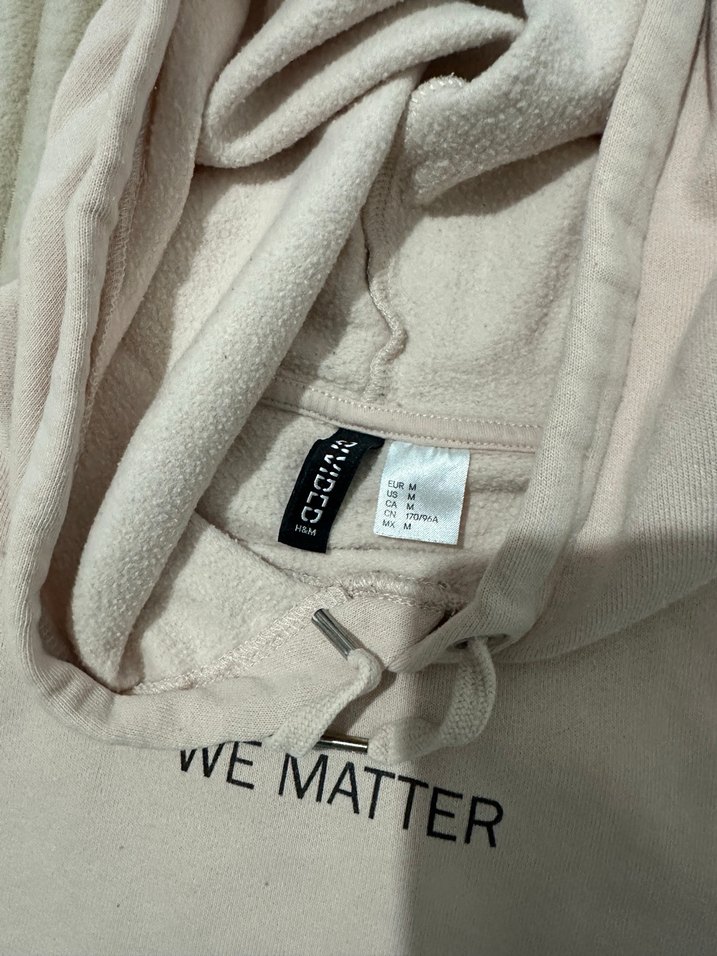 DIVIDED
H&M
EUR M
US M
CA M
CN 170/96A
MX M
WE MATTER